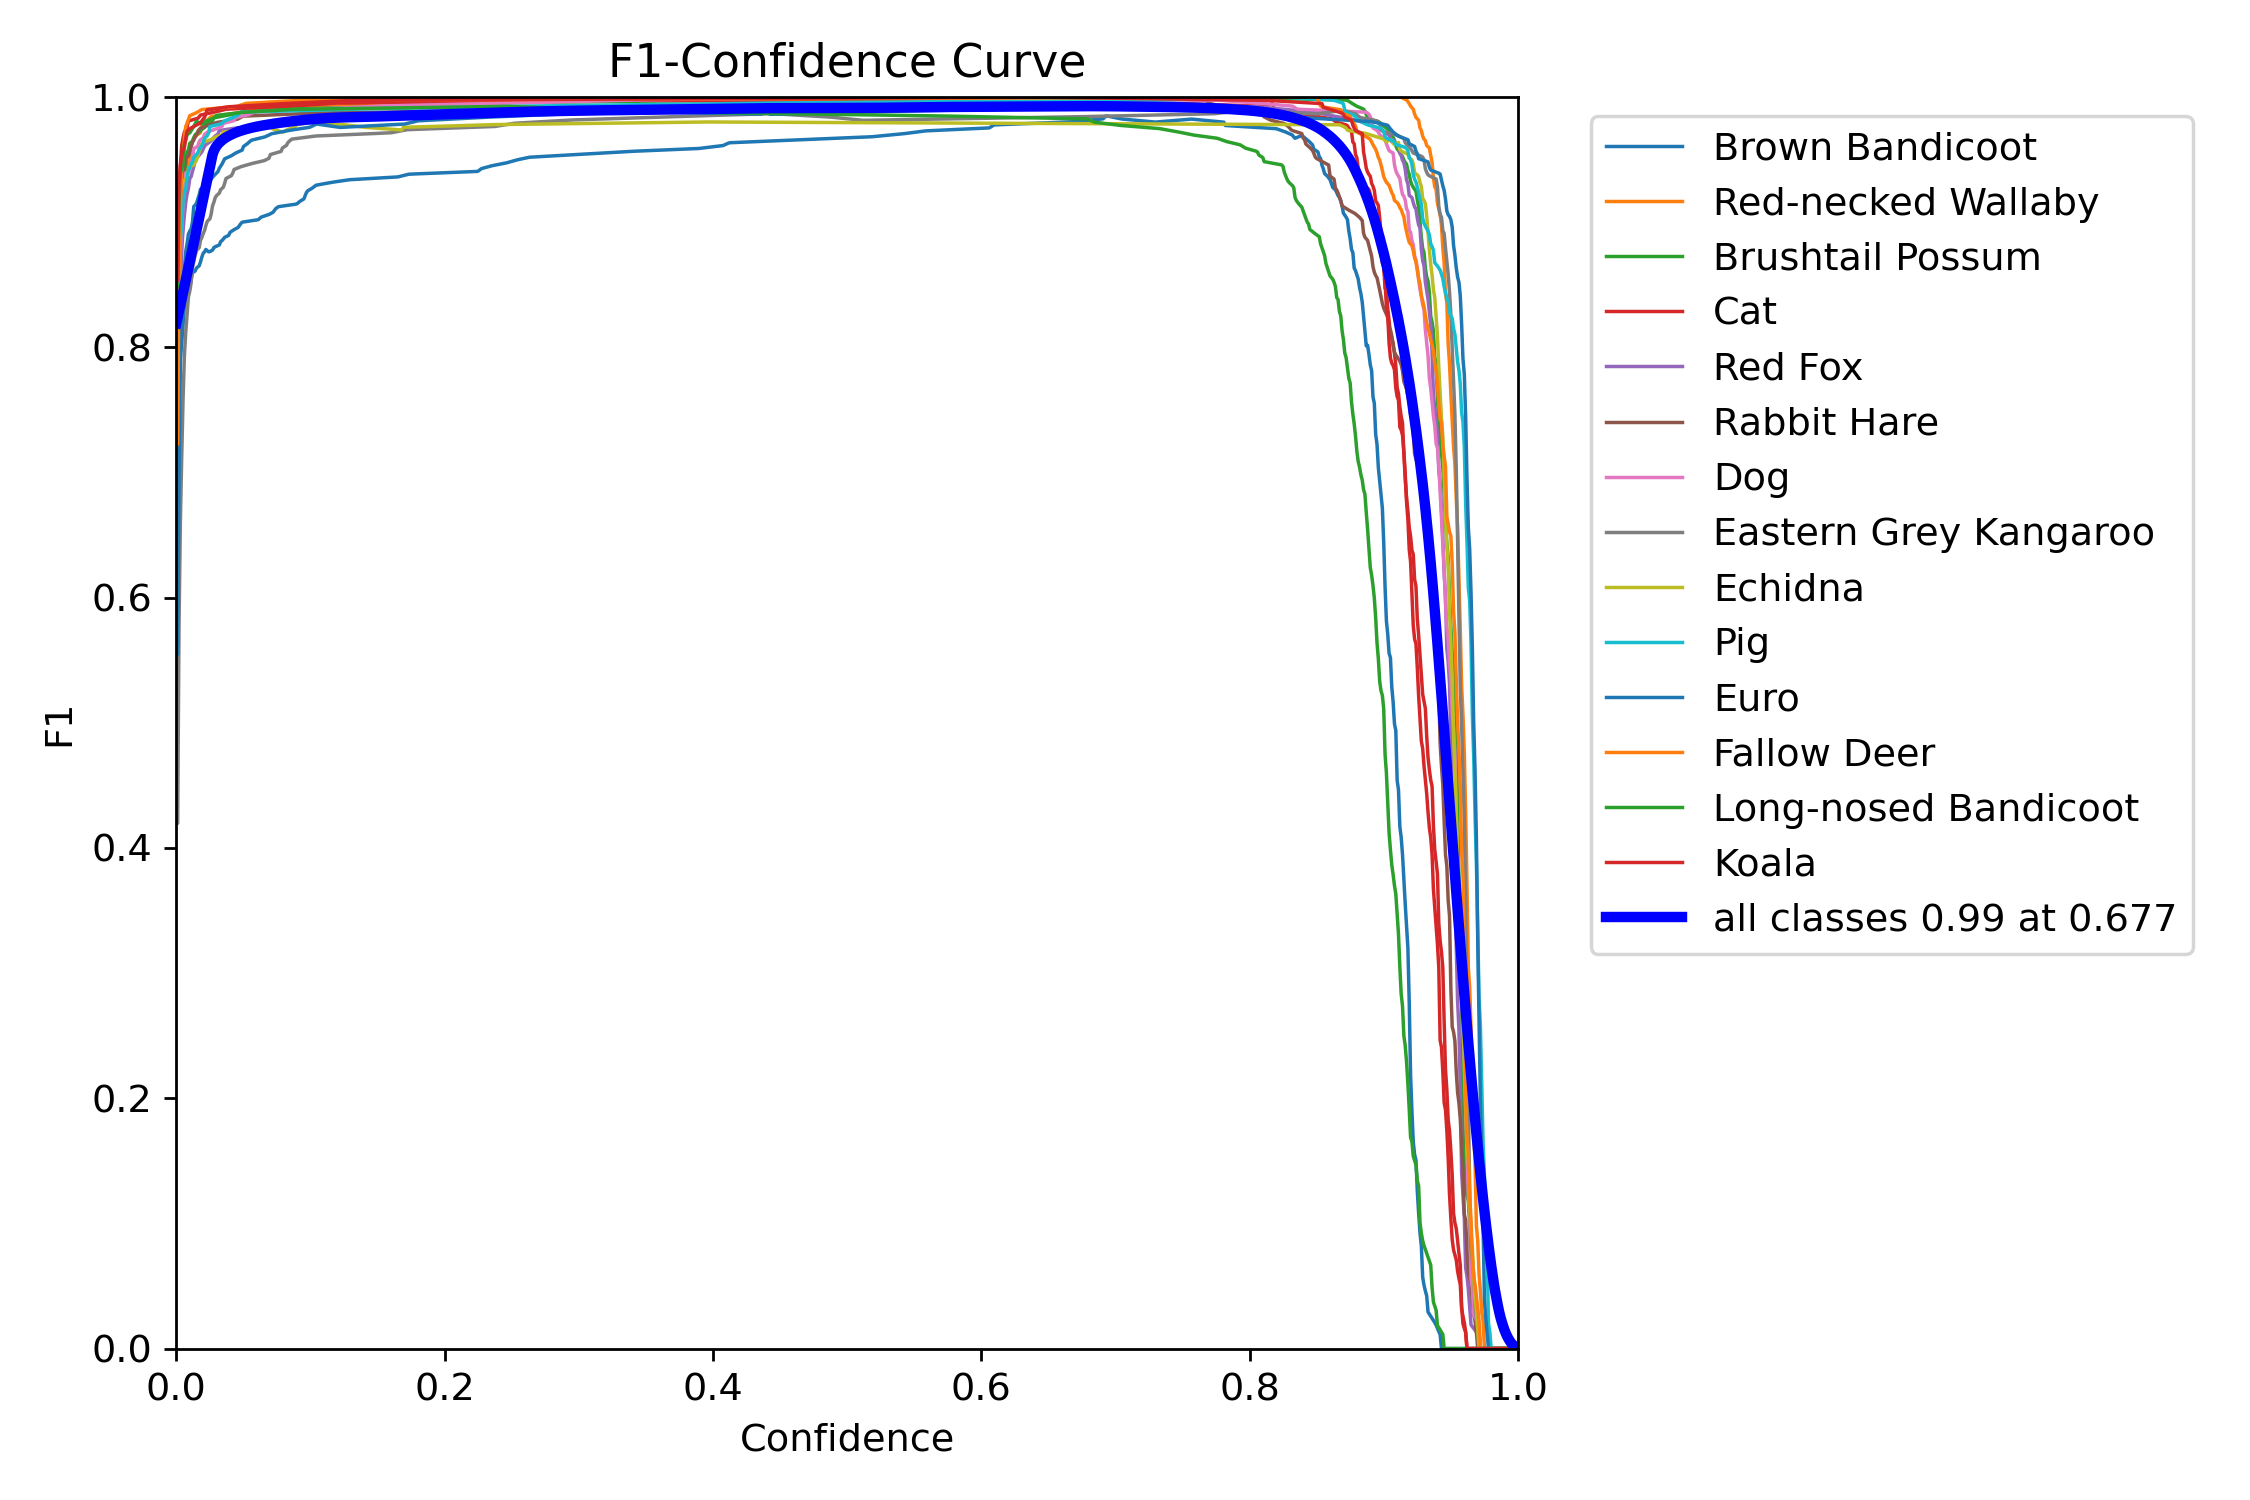 F1-Confidence Curve
1.0
0.8
0.6
0.4
0.2
0.0
F1
0.0 0.2 0.4 0.6 0.8 1.0
Confidence
Brown Bandicoot
Red-necked Wallaby
Brushtail Possum
Cat
Red Fox
Rabbit Hare
Dog
Eastern Grey Kangaroo
Echidna
Pig
Euro
Fallow Deer
Long-nosed Bandicoot
Koala
all classes 0.99 at 0.677